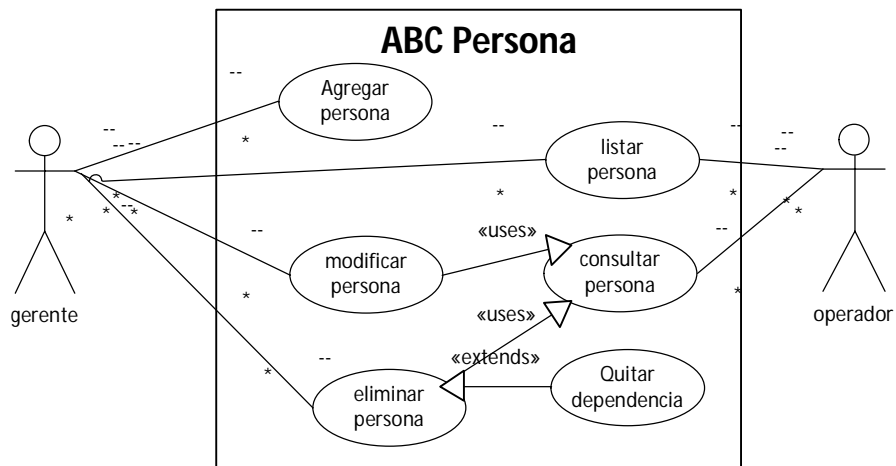 ABC Persona
Agregar
persona
--
--
--
-- --
*
listar
persona
--
--
--
*
*
*
*
* *
--
*
*
«uses»
--
--
modificar
persona
consultar
persona
*
*
gerente
operador
«uses»
--
«extends»
*
eliminar
persona
Quitar
dependencia